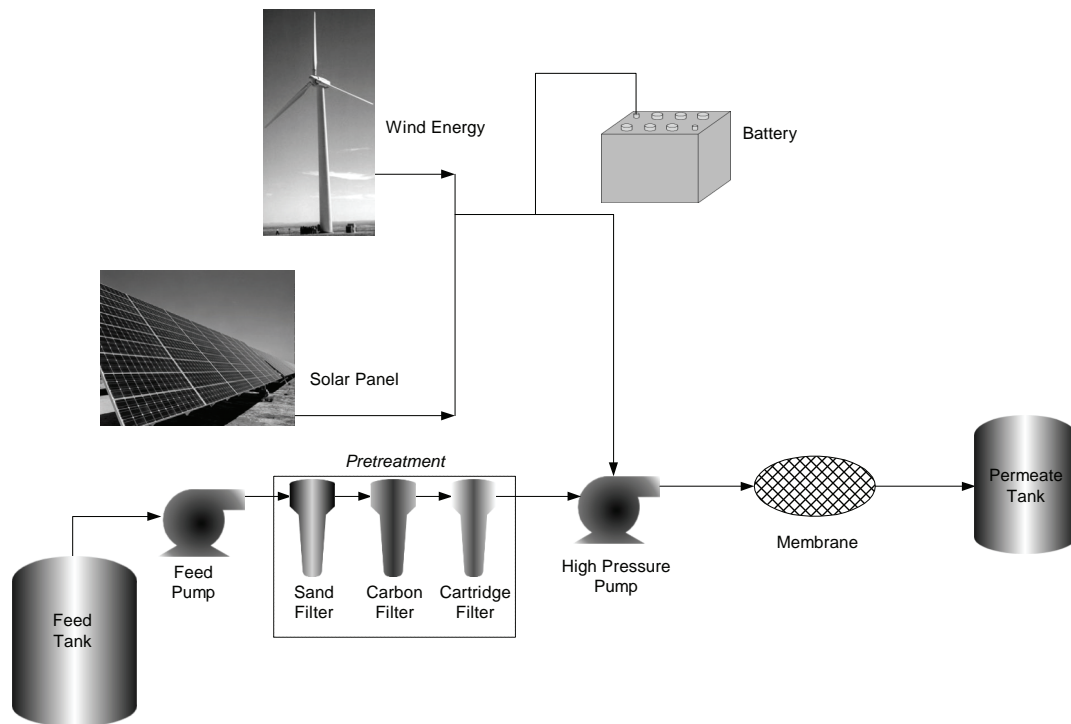 Wind Energy
Battery
Solar Panel
Pretreatment
Feed
Tank
Feed
Pump
Sand
Filter
Carbon
Filter
Cartridge
Filter
High Pressure
Pump
Membrane
Permeate
Tank